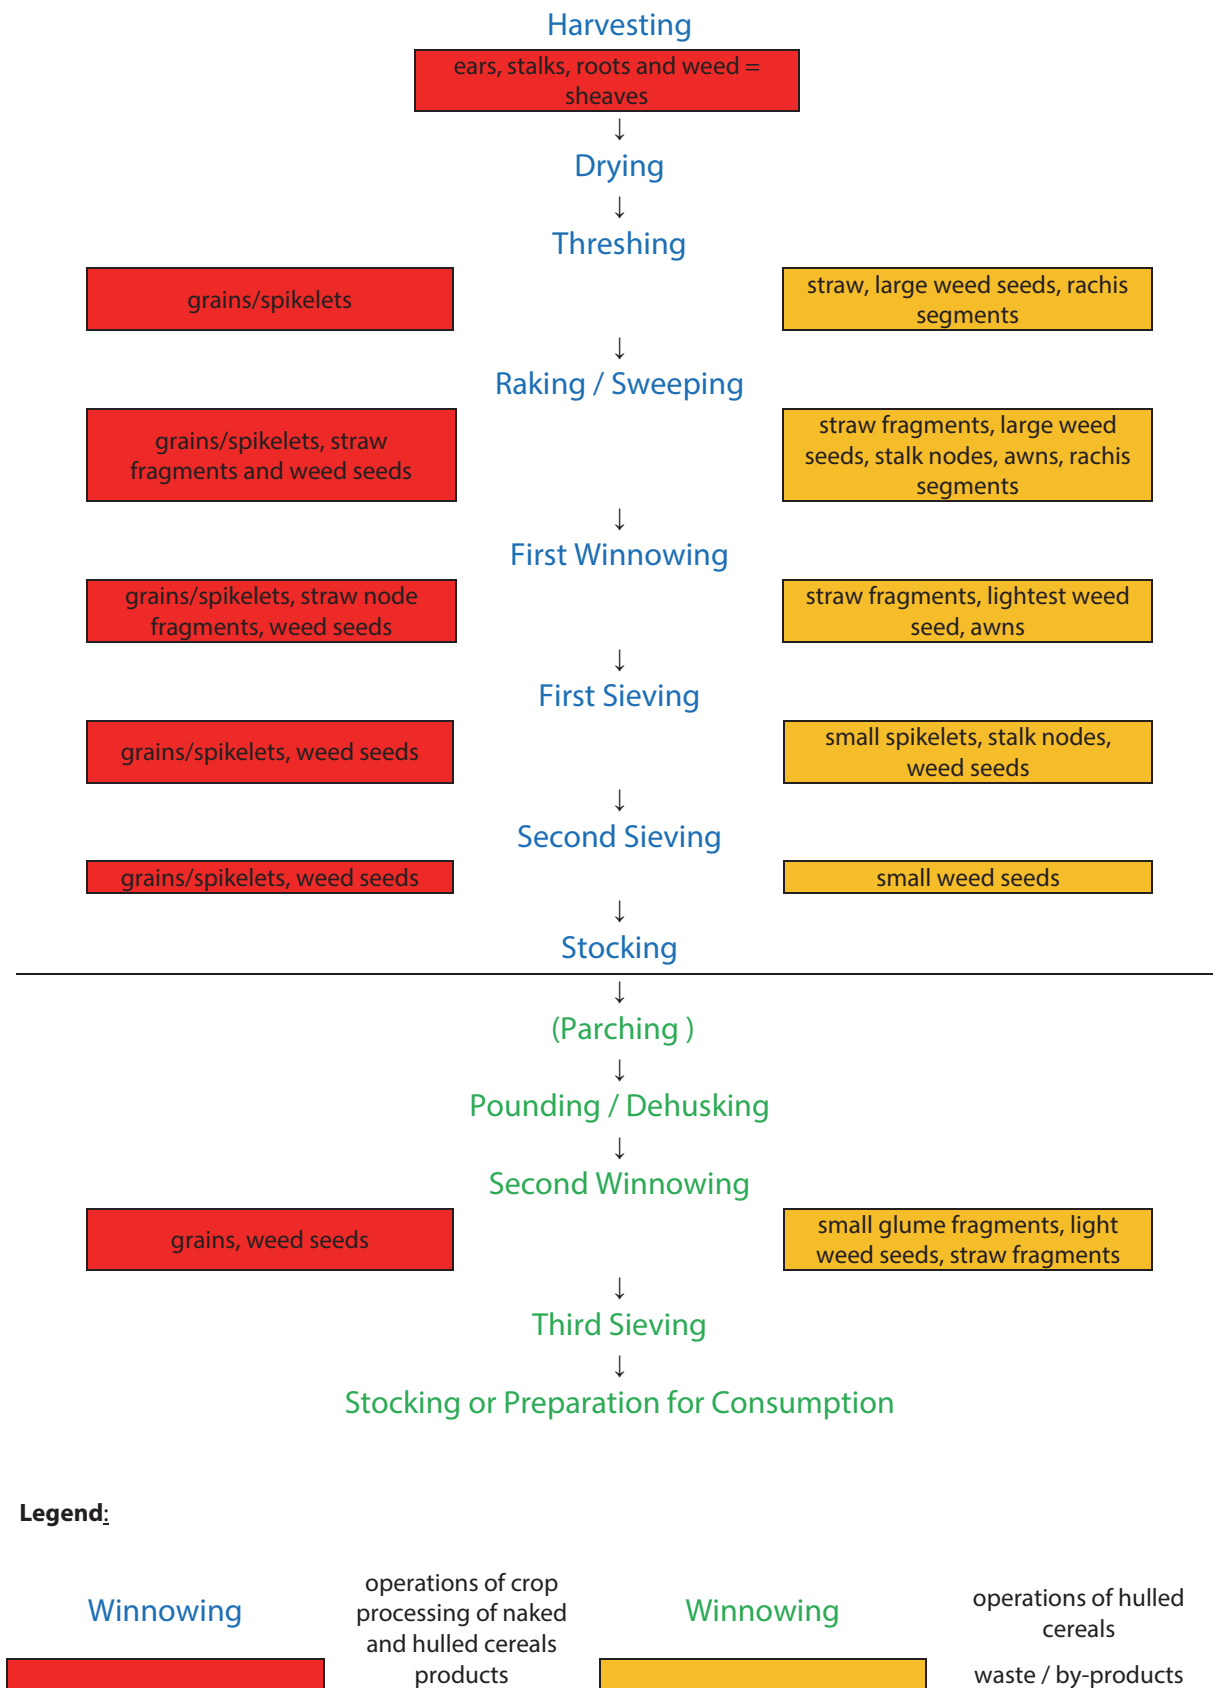 Harvesting
ears, stalks, roots and weed =
sheaves
↓
Drying
↓
Threshing
grains/spikelets
straw, large weed seeds, rachis
segments
↓
Raking / Sweeping
grains/spikelets, straw
fragments and weed seeds
straw fragments, large weed
seeds, stalk nodes, awns, rachis
segments
↓
First Winnowing
grains/spikelets, straw node
fragments, weed seeds
straw fragments, lightest weed
seed, awns
↓
First Sieving
grains/spikelets, weed seeds
small spikelets, stalk nodes,
weed seeds
↓
Second Sieving
grains/spikelets, weed seeds
small weed seeds
↓
Stocking
↓
(Parching )
↓
Pounding / Dehusking
↓
Second Winnowing
grains, weed seeds
small glume fragments, light
weed seeds, straw fragments
↓
Third Sieving
↓
Stocking or Preparation for Consumption
Legend:
Winnowing
operations of crop
processing of naked
and hulled cereals
products
Winnowing
operations of hulled
cereals
waste / by-products